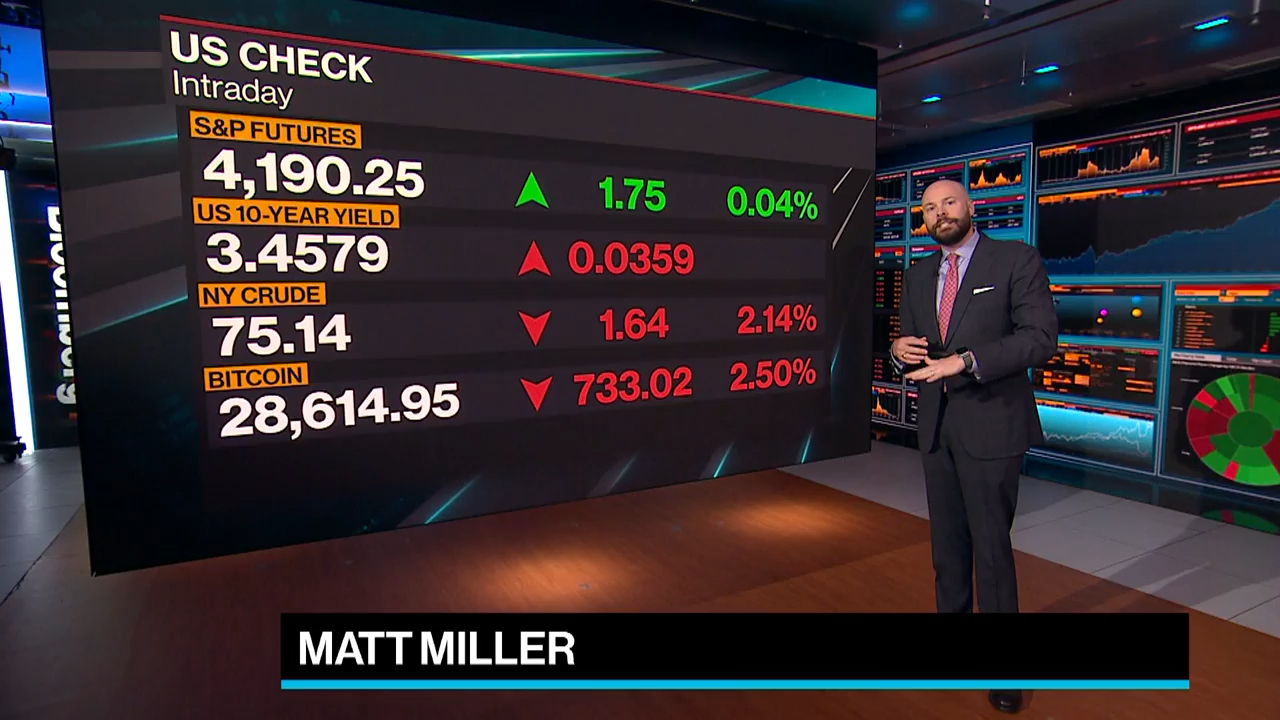 US CHECK
Intraday
S&P FUTURES
4,190.25 1.75 0.04%
US 10-YEAR YIELD
3.4579 0.0359
NY CRUDE
75.14 1.64 2.14%
BITCOIN
28,614.95 733.02 2.50%
Bloomberg
MATT MILLER